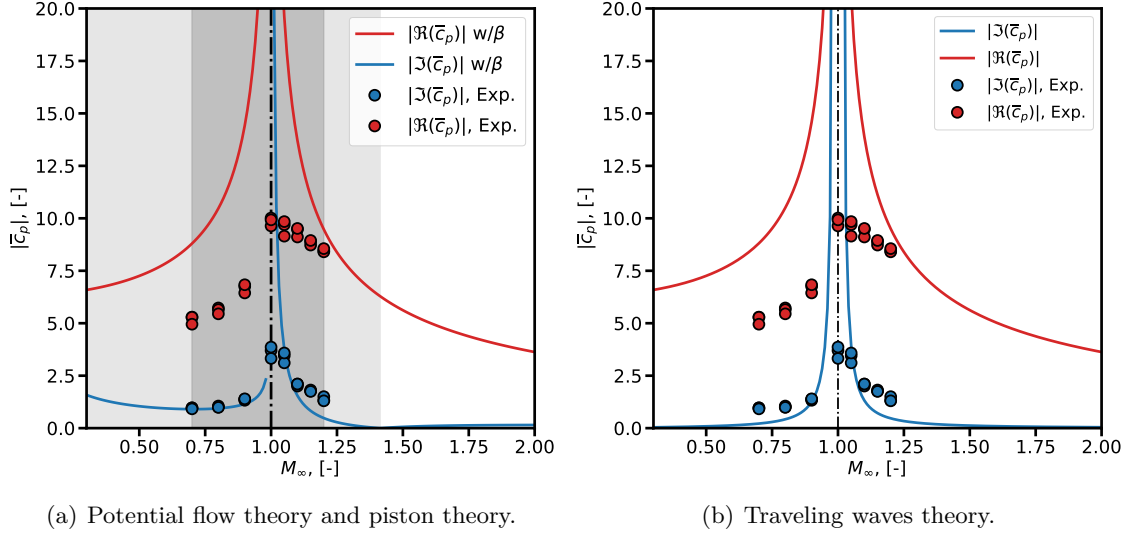 20.0
17.5
15.0
12.5
10.0
7.5
5.0
2.5
0.0
|c̅ₚ|, [-]
|ℜ(c̅ₚ)| w/β
|ℑ(c̅ₚ)| w/β
|ℑ(c̅ₚ)|, Exp.
|ℜ(c̅ₚ)|, Exp.
0.50 0.75 1.00 1.25 1.50 1.75 2.00
M∞, [-]
(a) Potential flow theory and piston theory.
20.0
17.5
15.0
12.5
10.0
7.5
5.0
2.5
0.0
|c̅ₚ|, [-]
|ℑ(c̅ₚ)|
|ℜ(c̅ₚ)|
|ℑ(c̅ₚ)|, Exp.
|ℜ(c̅ₚ)|, Exp.
0.50 0.75 1.00 1.25 1.50 1.75 2.00
M∞, [-]
(b) Traveling waves theory.